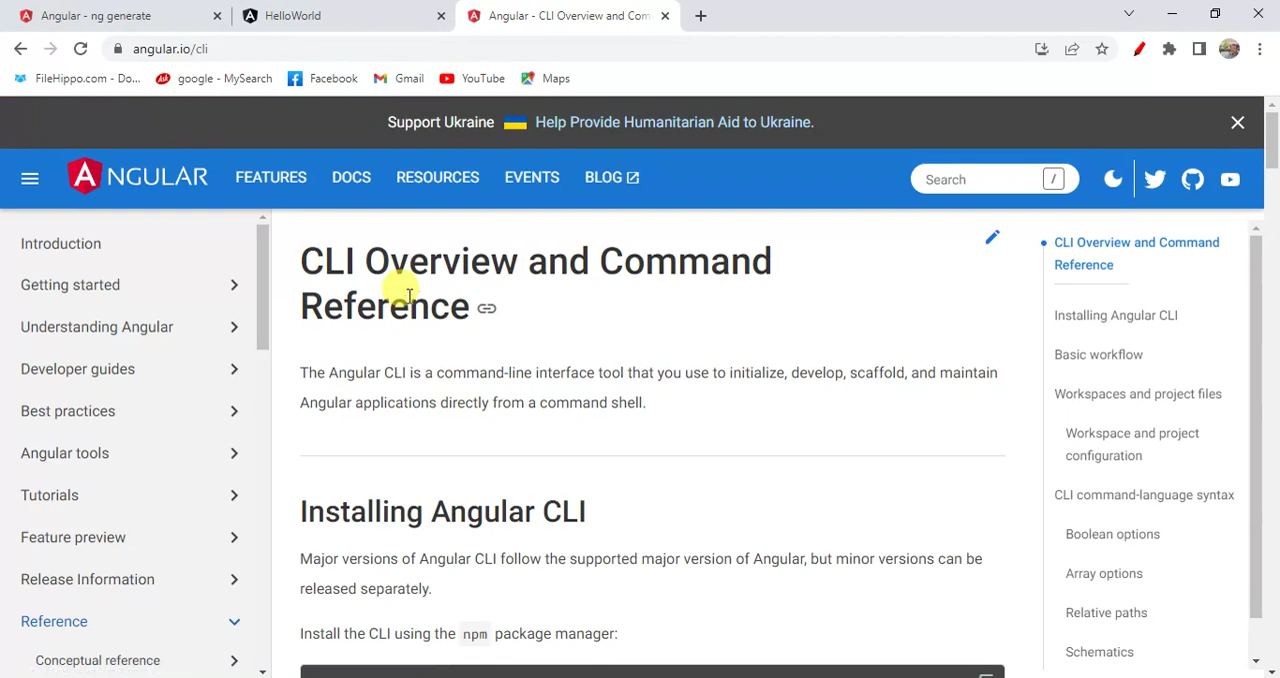 Angular - ng generate
HelloWorld
Angular - CLI Overview and Com
angular.io/cli
FileHippo.com - Do...
google - MySearch
Facebook
Gmail
YouTube
Maps
Support Ukraine Help Provide Humanitarian Aid to Ukraine.
ANGULAR
FEATURES
DOCS
RESOURCES
EVENTS
BLOG
Search /
Introduction
Getting started
Understanding Angular
Developer guides
Best practices
Angular tools
Tutorials
Feature preview
Release Information
Reference
Conceptual reference
CLI Overview and Command
Reference
The Angular CLI is a command-line interface tool that you use to initialize, develop, scaffold, and maintain
Angular applications directly from a command shell.
Installing Angular CLI
Major versions of Angular CLI follow the supported major version of Angular, but minor versions can be
released separately.
Install the CLI using the npm package manager:
CLI Overview and Command
Reference
Installing Angular CLI
Basic workflow
Workspaces and project files
Workspace and project
configuration
CLI command-language syntax
Boolean options
Array options
Relative paths
Schematics